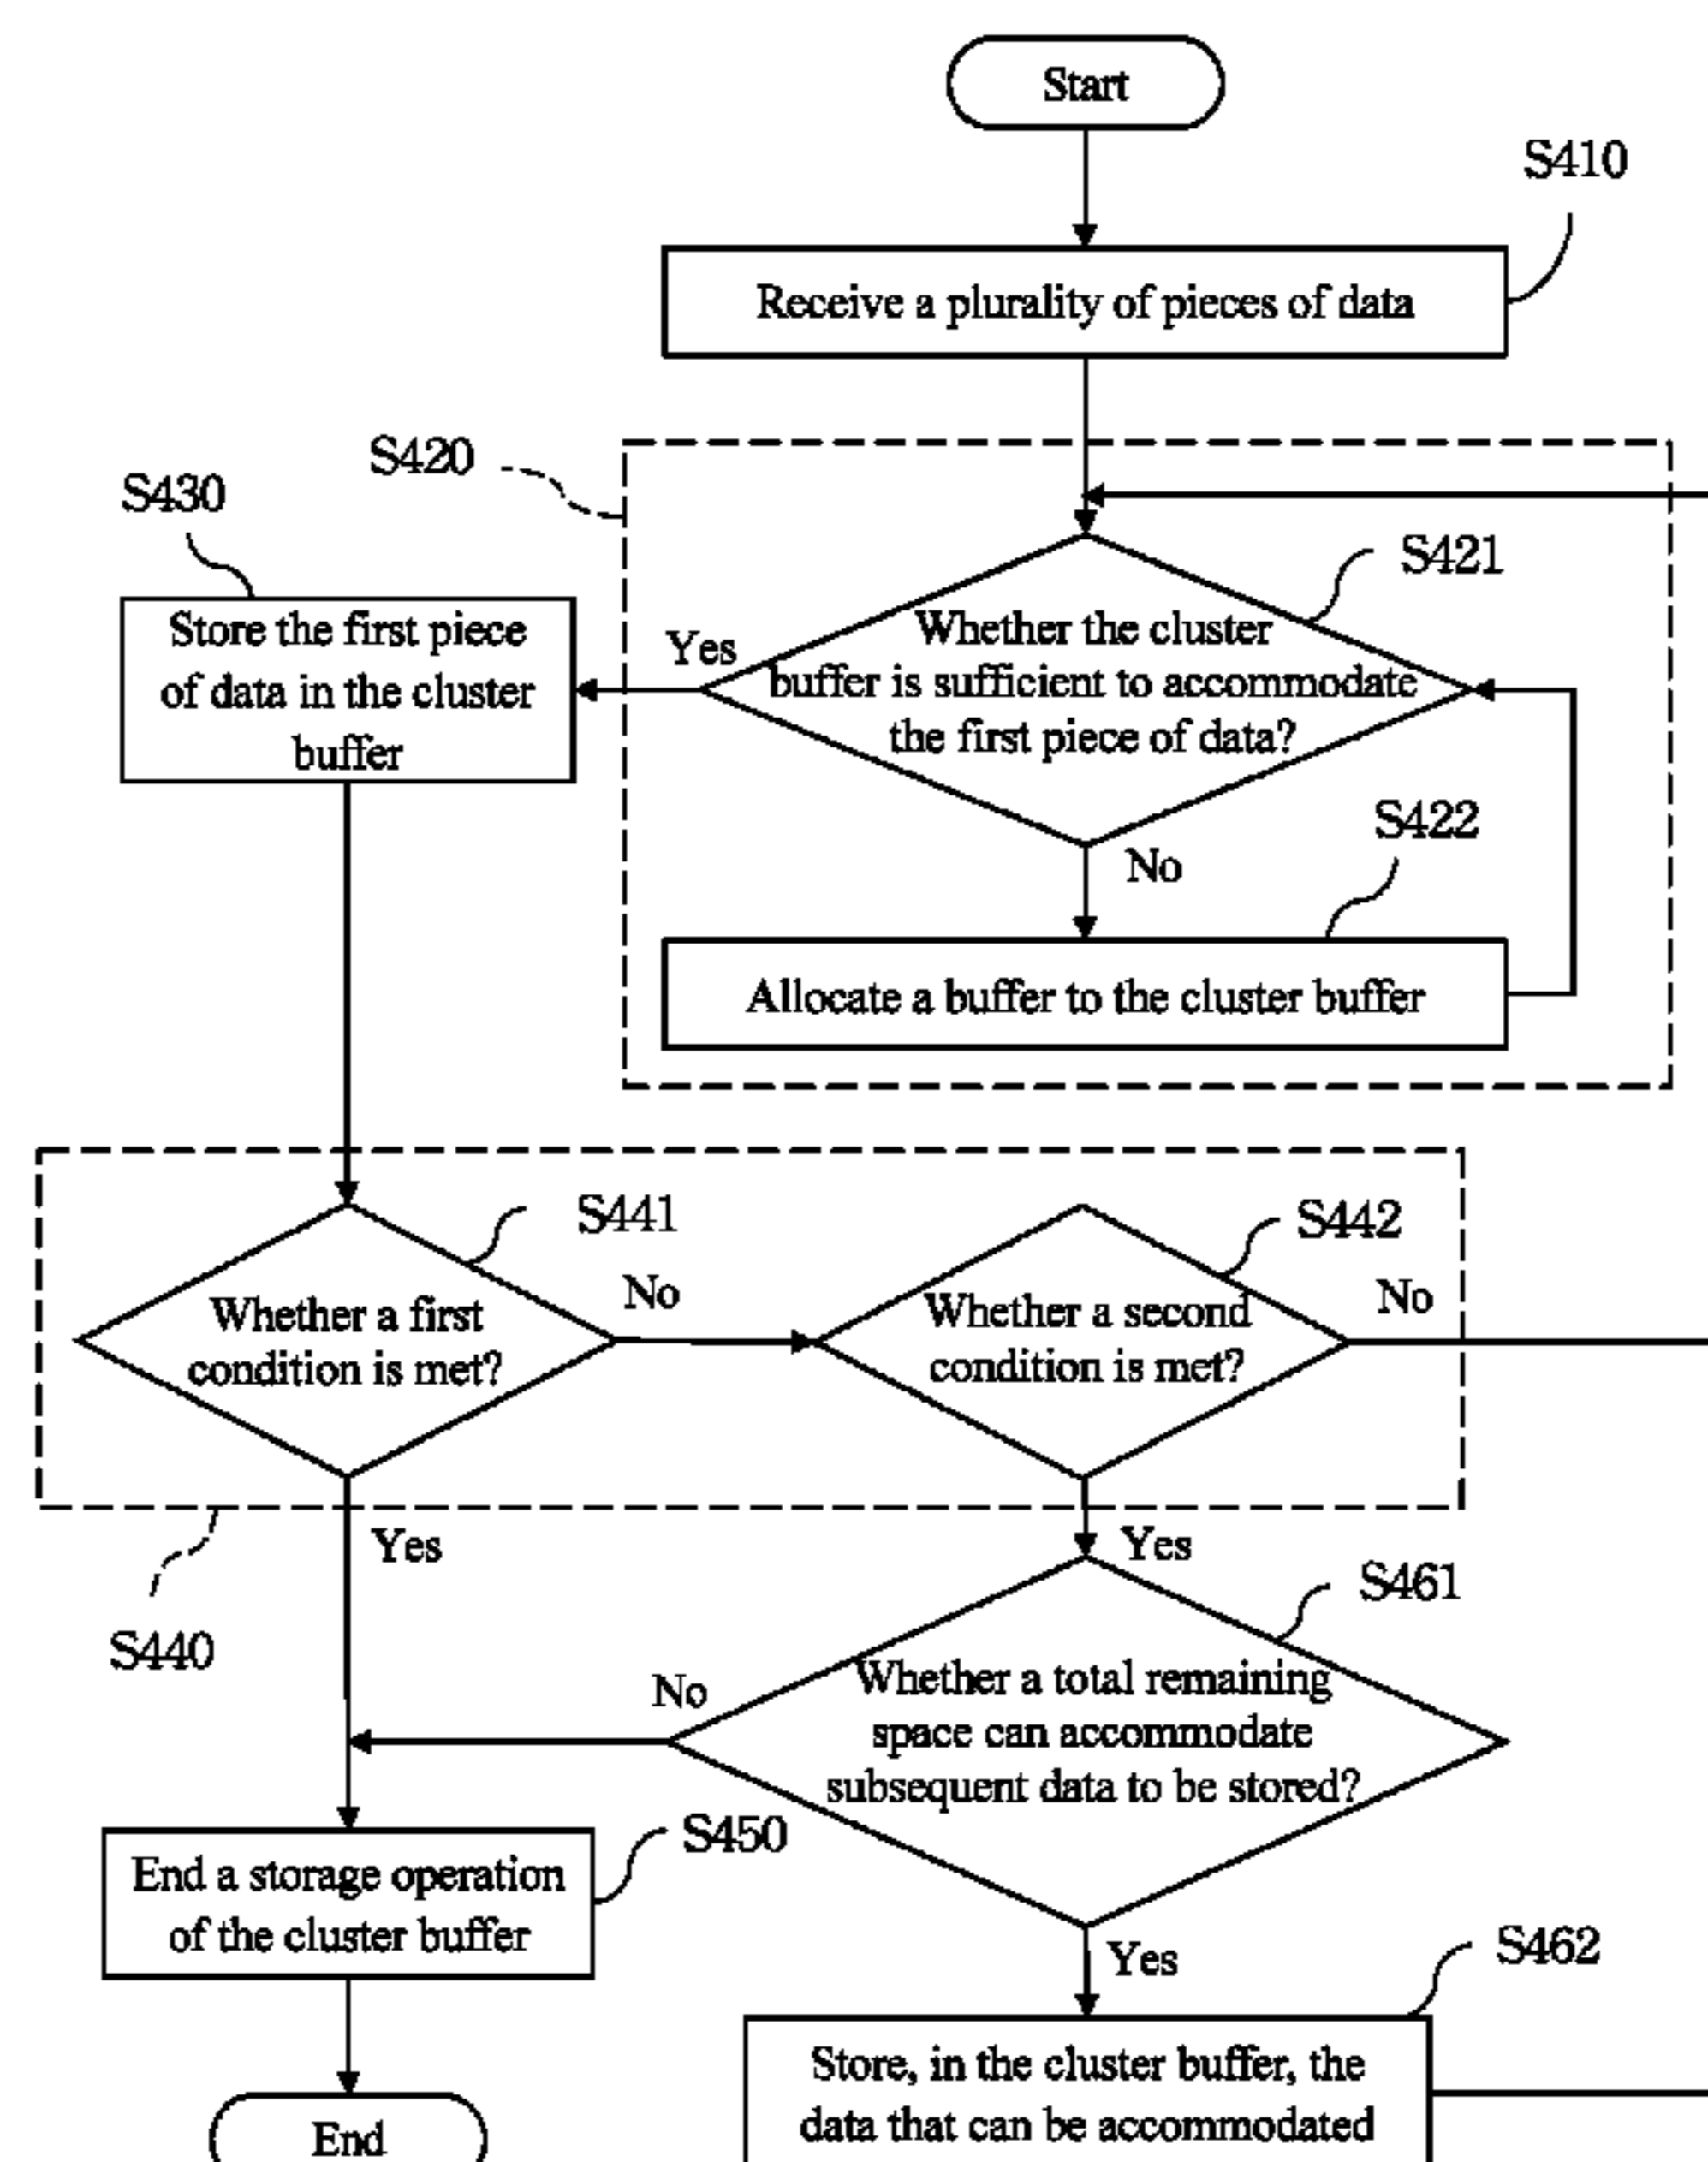 Start
S410
Receive a plurality of pieces of data
S420
S430
S421
Store the first piece
of data in the cluster
buffer
Yes
Whether the cluster
buffer is sufficient to accommodate
the first piece of data?
S422
No
Allocate a buffer to the cluster buffer
S441
S442
Whether a first
condition is met?
No
Whether a second
condition is met?
No
Yes
Yes
S440
S461
No
Whether a total remaining
space can accommodate
subsequent data to be stored?
S450
End a storage operation
of the cluster buffer
Yes
S462
Store, in the cluster buffer, the
data that can be accommodated
End